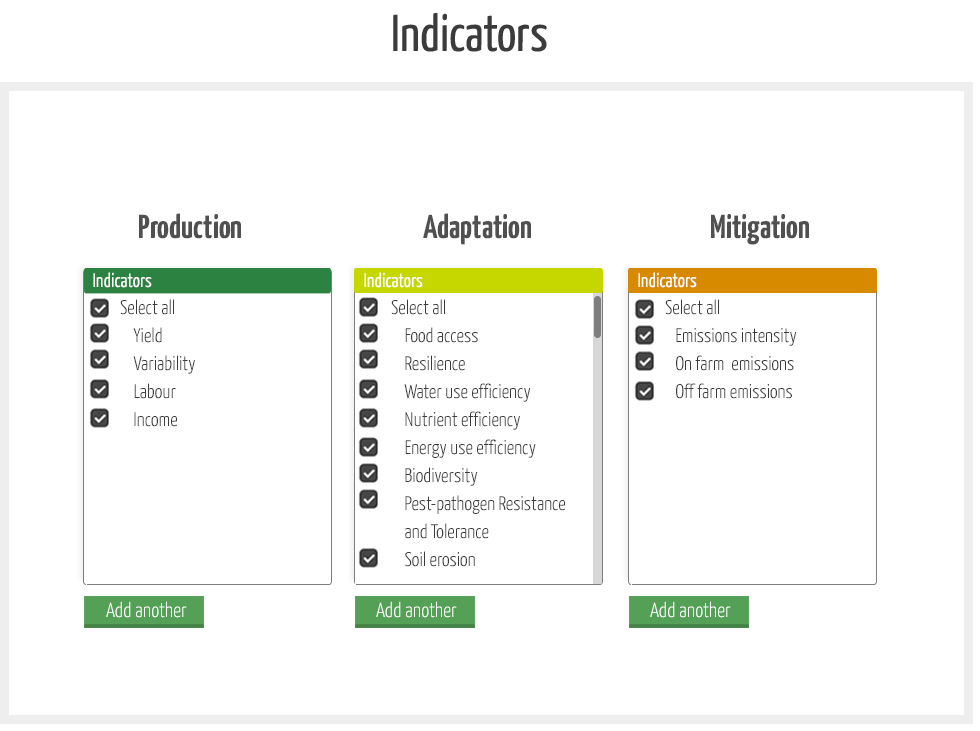 Indicators
Production
Indicators
Select all
Yield
Variability
Labour
Income
Add another
Adaptation
Indicators
Select all
Food access
Resilience
Water use efficiency
Nutrient efficiency
Energy use efficiency
Biodiversity
Pest-pathogen Resistance
and Tolerance
Soil erosion
Add another
Mitigation
Indicators
Select all
Emissions intensity
On farm  emissions
Off farm emissions
Add another